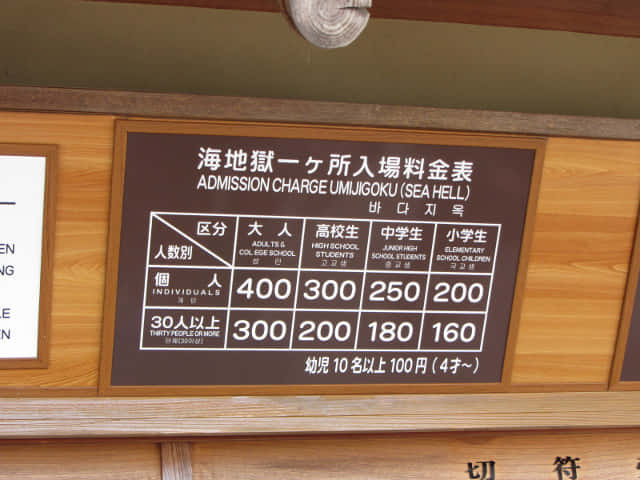 海地獄一ヶ所入場料金表
ADMISSION CHARGE UMIJIGOKU (SEA HELL)
바다지옥
区分 大人 高校生 中学生 小学生
ADULTS & COLLEGE SCHOOL HIGH SCHOOL STUDENTS JUNIOR HIGH SCHOOL STUDENTS ELEMENTARY SCHOOL CHILDREN
성인 고교생 중교생 국교생
人数別
個人 400 300 250 200
INDIVIDUALS
개인
30人以上 300 200 180 160
THIRTY PEOPLE OR MORE
단체(30이상)
幼児10名以上100円(4才〜)
EN
NG
LE
EN
切符